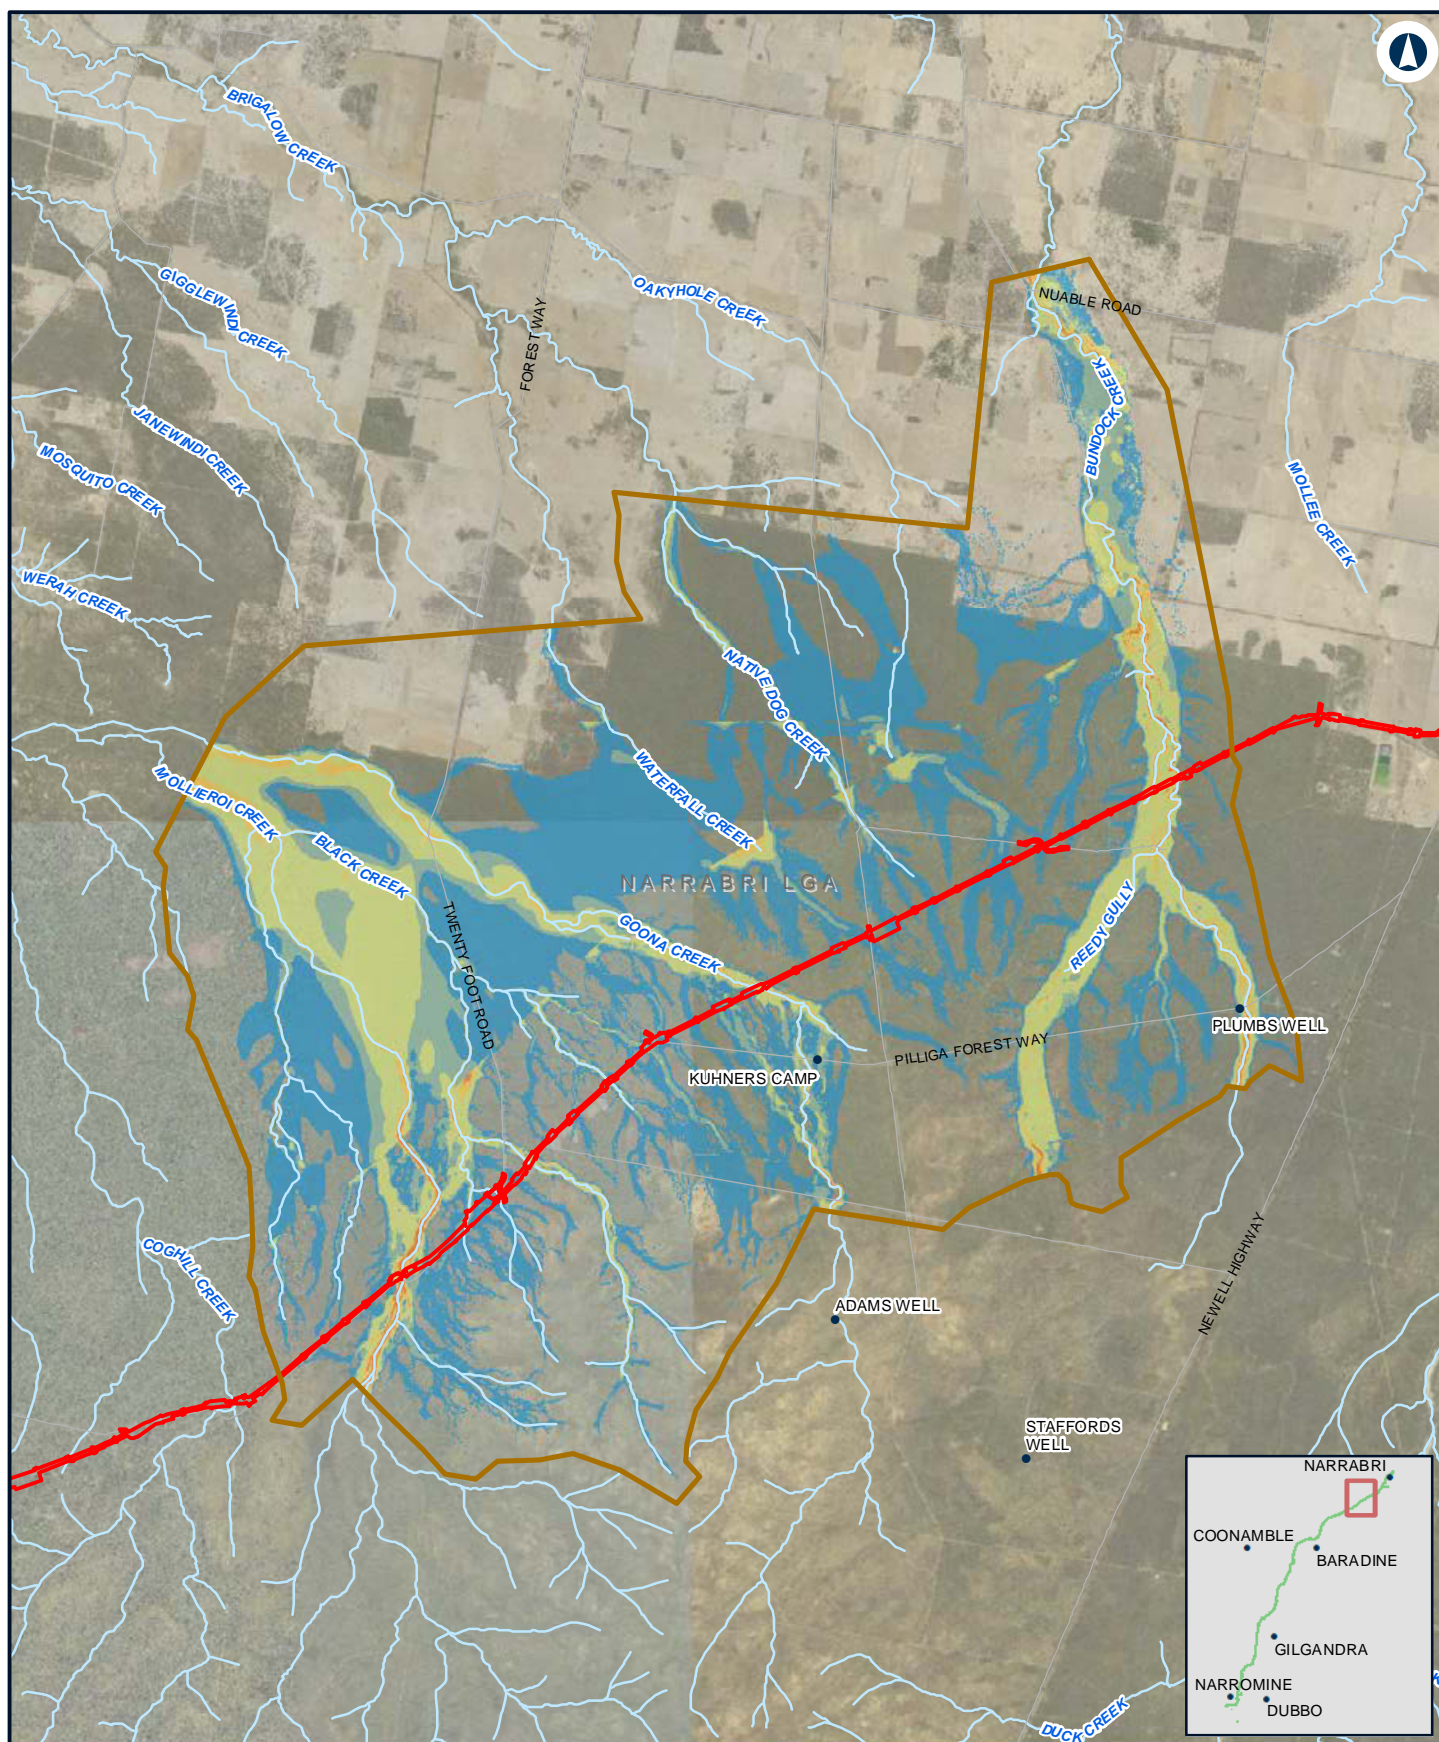 BRIGALOW CREEK
GIGGLEWINDI CREEK
OAKYHOLE CREEK
NUABLE ROAD
FOREST WAY
BUNDOCK CREEK
JANEWINDI CREEK
MOSQUITO CREEK
MOLLEE CREEK
WERAH CREEK
NATIVE DOG CREEK
WATERFALL CREEK
MOLLIEROI CREEK
BLACK CREEK
NARRABRI LGA
GOONA CREEK
REEDY GULLY
TWENTY FOOT ROAD
PLUMBS WELL
PILLIGA FOREST WAY
KUHNERS CAMP
COGHILL CREEK
NEWELL HIGHWAY
ADAMS WELL
STAFFORDS
WELL
NARRABRI
COONAMBLE
BARADINE
GILGANDRA
NARROMINE
DUBBO
DUCK CREEK